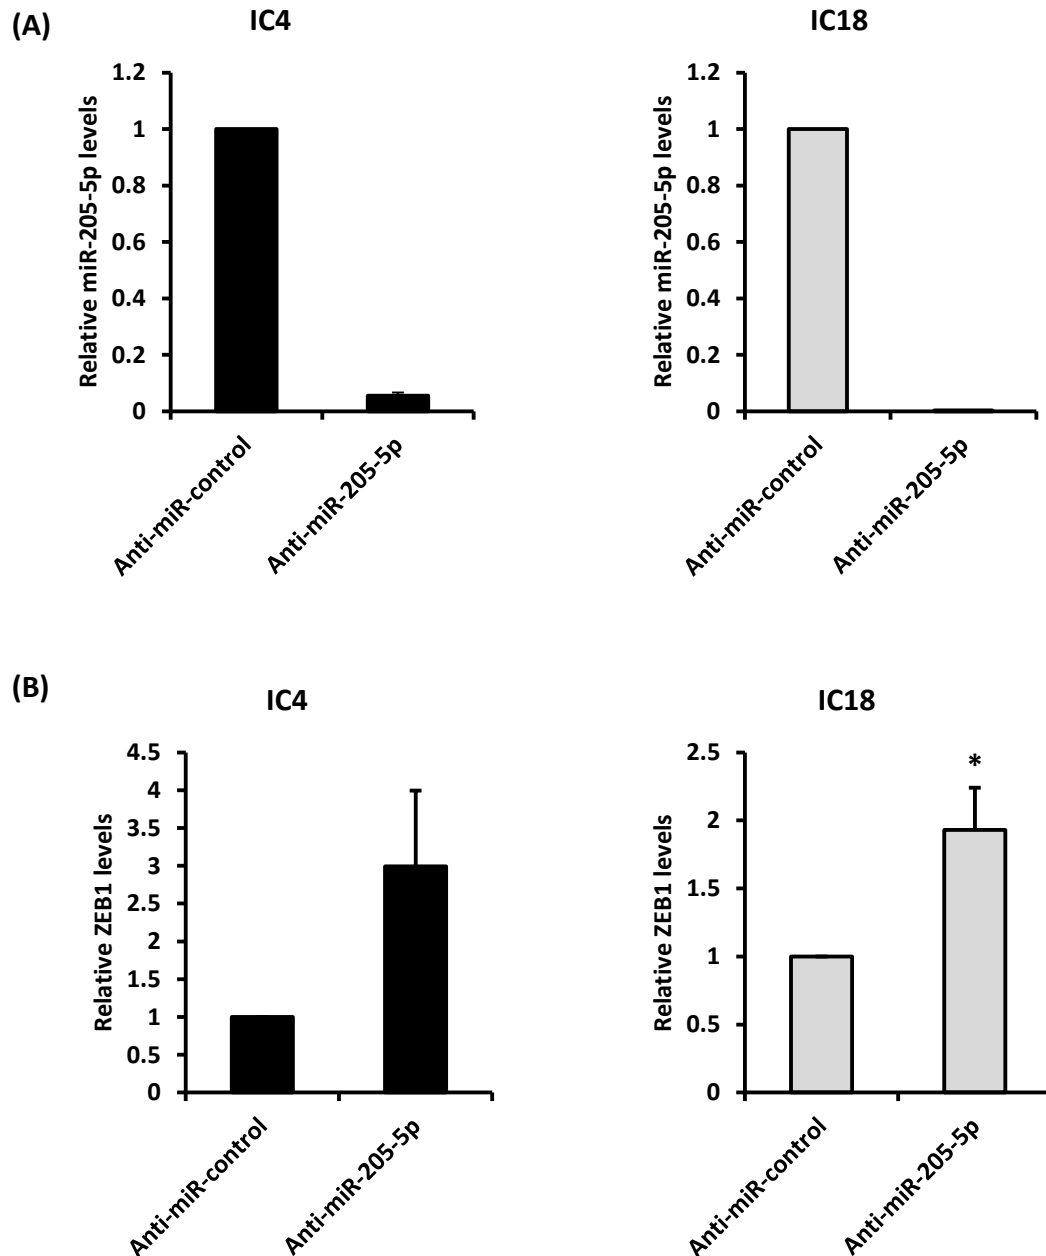 (A)
IC4
IC18
Relative miR-205-5p levels
1.2
1
0.8
0.6
0.4
0.2
0
Anti-miR-control
Anti-miR-205-5p
Relative miR-205-5p levels
1.2
1
0.8
0.6
0.4
0.2
0
Anti-miR-control
Anti-miR-205-5p
(B)
IC4
IC18
Relative ZEB1 levels
4.5
4
3.5
3
2.5
2
1.5
1
0.5
0
Anti-miR-control
Anti-miR-205-5p
Relative ZEB1 levels
2.5
2
1.5
1
0.5
0
*
Anti-miR-control
Anti-miR-205-5p